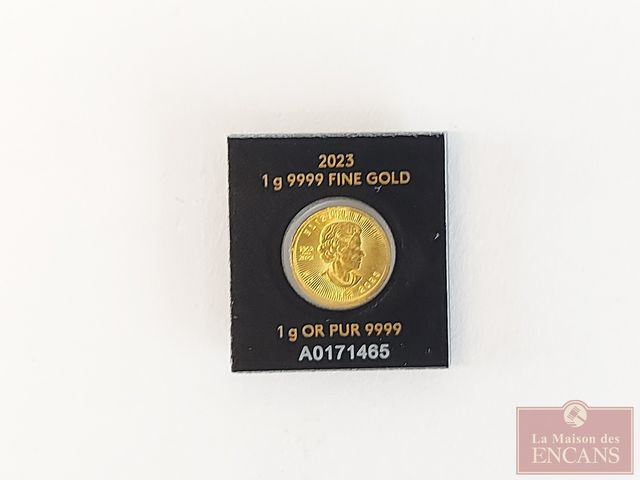 2023
1 g 9999 FINE GOLD
1 g OR PUR 9999
A0171465
La Maison des
ENCANS